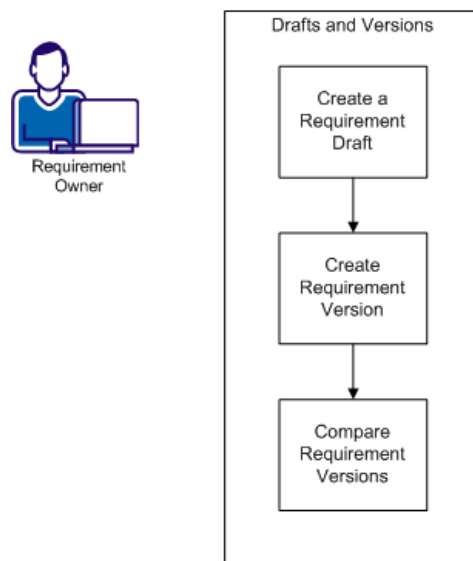 Drafts and Versions
Requirement
Owner
Create a
Requirement
Draft
Create
Requirement
Version
Compare
Requirement
Versions